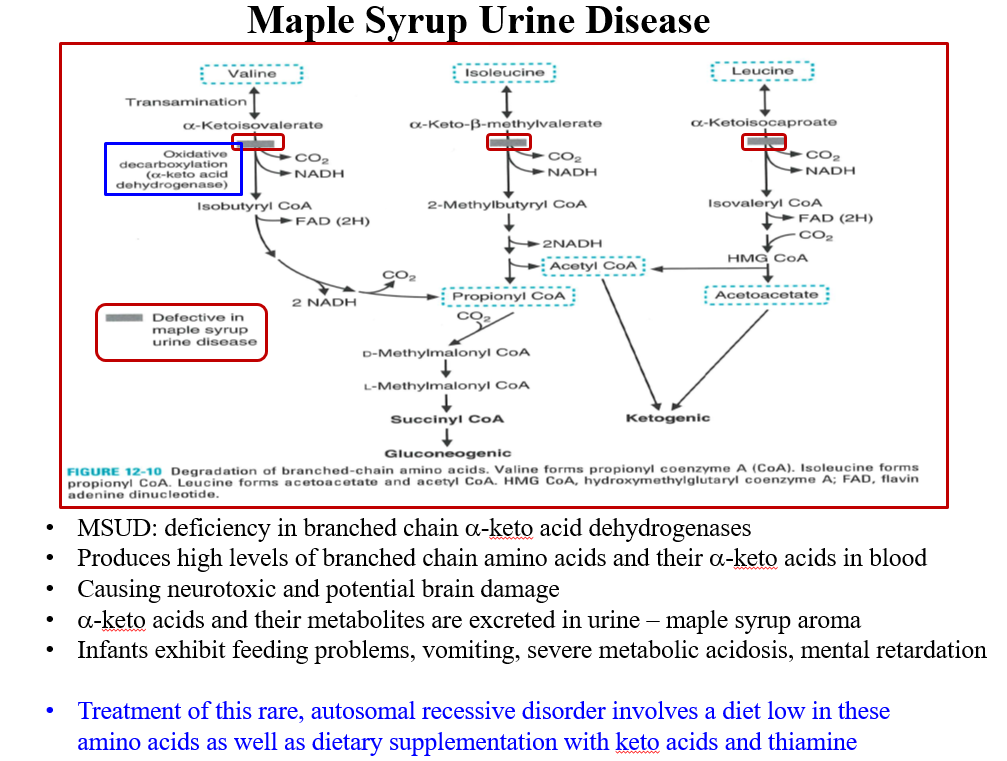 Maple Syrup Urine Disease
Valine
Isoleucine
Leucine
Transamination
α-Ketoisovalerate
α-Keto-β-methylvalerate
α-Ketoisocaproate
Oxidative
decarboxylation
(α-keto acid
dehydrogenase)
CO₂
NADH
CO₂
NADH
CO₂
NADH
Isobutyryl CoA
2-Methylbutyryl CoA
Isovaleryl CoA
FAD (2H)
FAD (2H)
CO₂
2NADH
HMG CoA
Acetyl CoA
CO₂
2 NADH
Propionyl CoA
Acetoacetate
CO₂
Defective in
maple syrup
urine disease
D-Methylmalonyl CoA
L-Methylmalonyl CoA
Succinyl CoA
Ketogenic
Gluconeogenic
FIGURE 12-10 Degradation of branched-chain amino acids. Valine forms propionyl coenzyme A (CoA). Isoleucine forms
propionyl CoA. Leucine forms acetoacetate and acetyl CoA. HMG CoA, hydroxymethylglutaryl coenzyme A; FAD, flavin
adenine dinucleotide.
• MSUD: deficiency in branched chain α-keto acid dehydrogenases
• Produces high levels of branched chain amino acids and their α-keto acids in blood
• Causing neurotoxic and potential brain damage
• α-keto acids and their metabolites are excreted in urine – maple syrup aroma
• Infants exhibit feeding problems, vomiting, severe metabolic acidosis, mental retardation
• Treatment of this rare, autosomal recessive disorder involves a diet low in these
amino acids as well as dietary supplementation with keto acids and thiamine